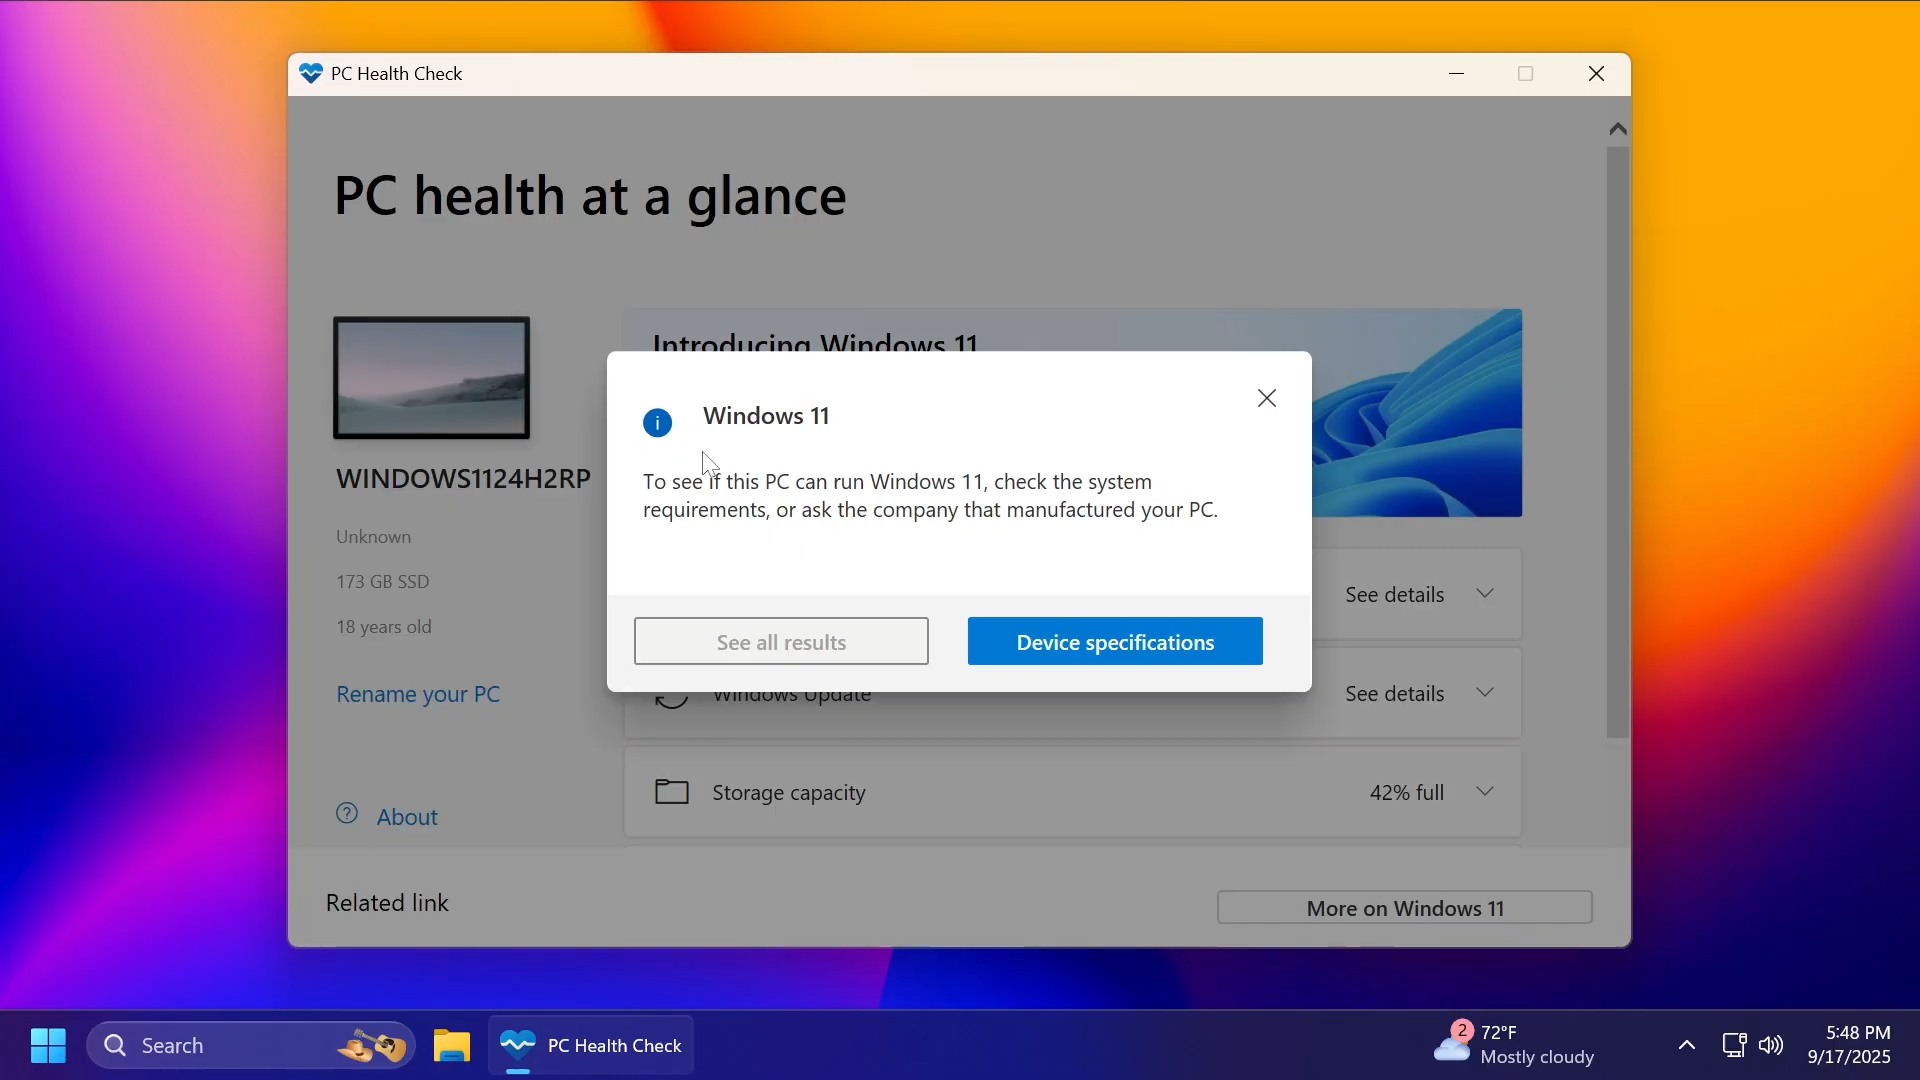 PC Health Check
PC health at a glance
Introducing Windows 11
WINDOWS1124H2RP
Unknown
173 GB SSD
18 years old
Rename your PC
About
Windows 11
i
To see if this PC can run Windows 11, check the system
requirements, or ask the company that manufactured your PC.
See all results
Device specifications
See details
Windows Update
See details
Storage capacity
42% full
Related link
More on Windows 11
Search
PC Health Check
2
72°F
Mostly cloudy
5:48 PM
9/17/2025